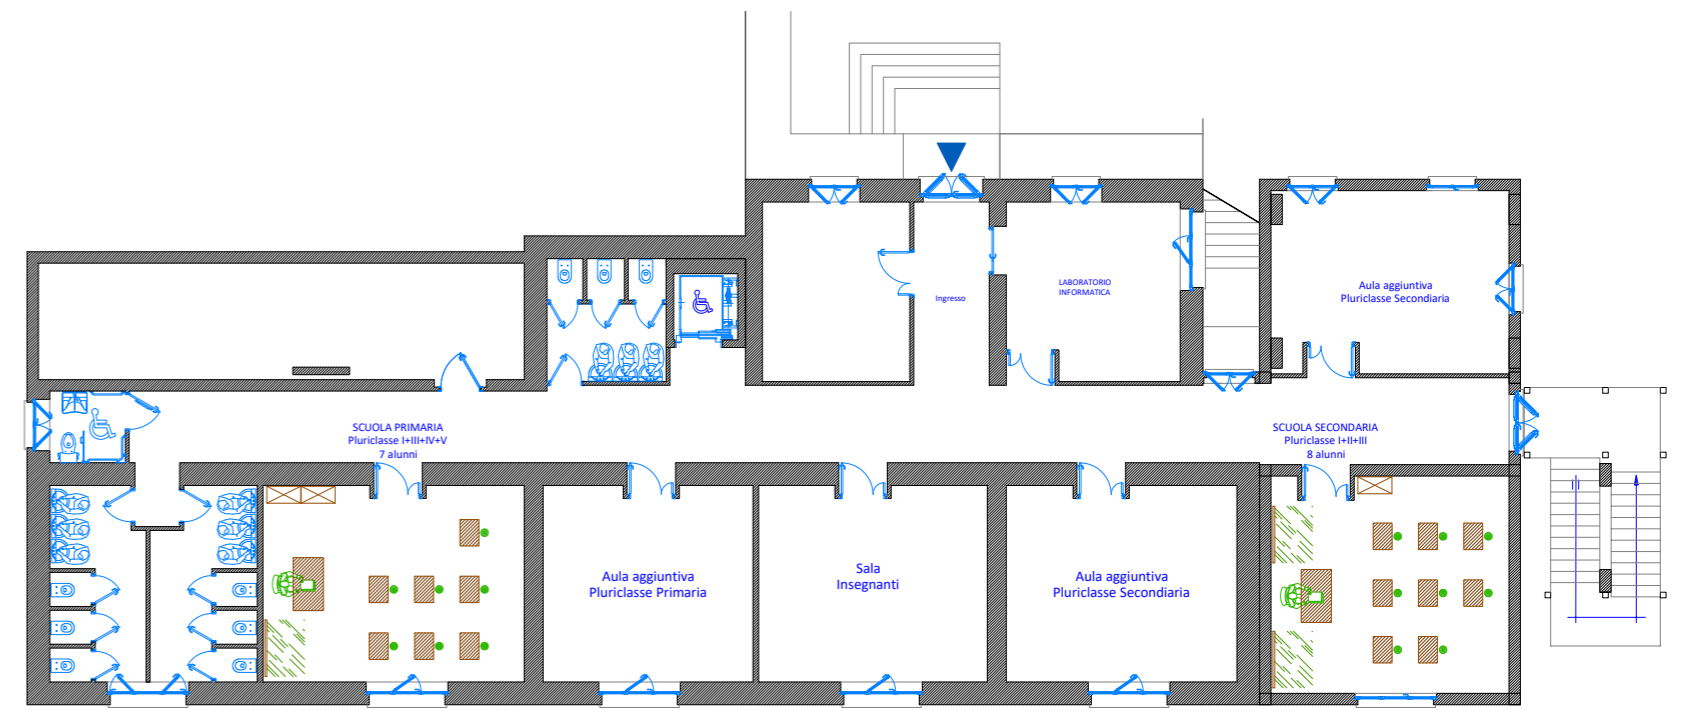 Ingresso
LABORATORIO
INFORMATICA
Aula aggiuntiva
Pluriclasse Secondiaria
SCUOLA PRIMARIA
Pluriclasse I+III+IV+V
7 alunni
SCUOLA SECONDARIA
Pluriclasse I+II+III
8 alunni
Aula aggiuntiva
Pluriclasse Primaria
Sala
Insegnanti
Aula aggiuntiva
Pluriclasse Secondiaria